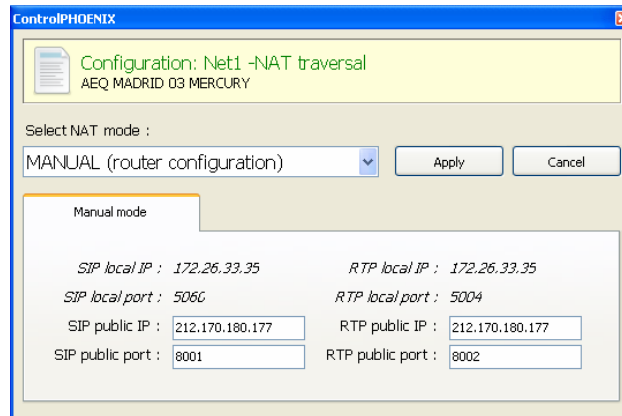 ControlPHOENIX
Configuration: Net1 -NAT traversal
AEQ MADRID 03 MERCURY
Select NAT mode :
MANUAL (router configuration)
Apply
Cancel
Manual mode
SIP local IP : 172.26.33.35
RTP local IP : 172.26.33.35
SIP local port : 5060
RTP local port : 5004
SIP public IP : 212.170.180.177
RTP public IP : 212.170.180.177
SIP public port : 8001
RTP public port : 8002